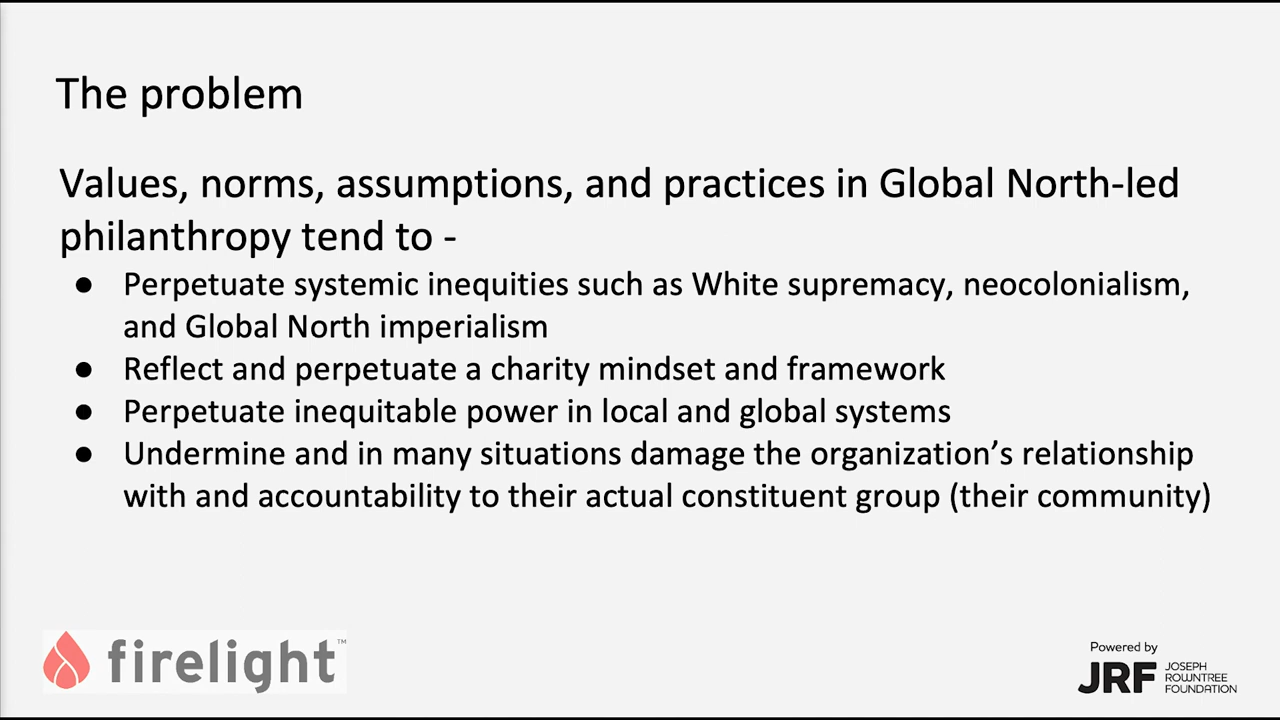 The problem
Values, norms, assumptions, and practices in Global North-led
philanthropy tend to -
● Perpetuate systemic inequities such as White supremacy, neocolonialism,
and Global North imperialism
● Reflect and perpetuate a charity mindset and framework
● Perpetuate inequitable power in local and global systems
● Undermine and in many situations damage the organization’s relationship
with and accountability to their actual constituent group (their community)
firelight™
Powered by
JRF JOSEPH
ROWNTREE
FOUNDATION